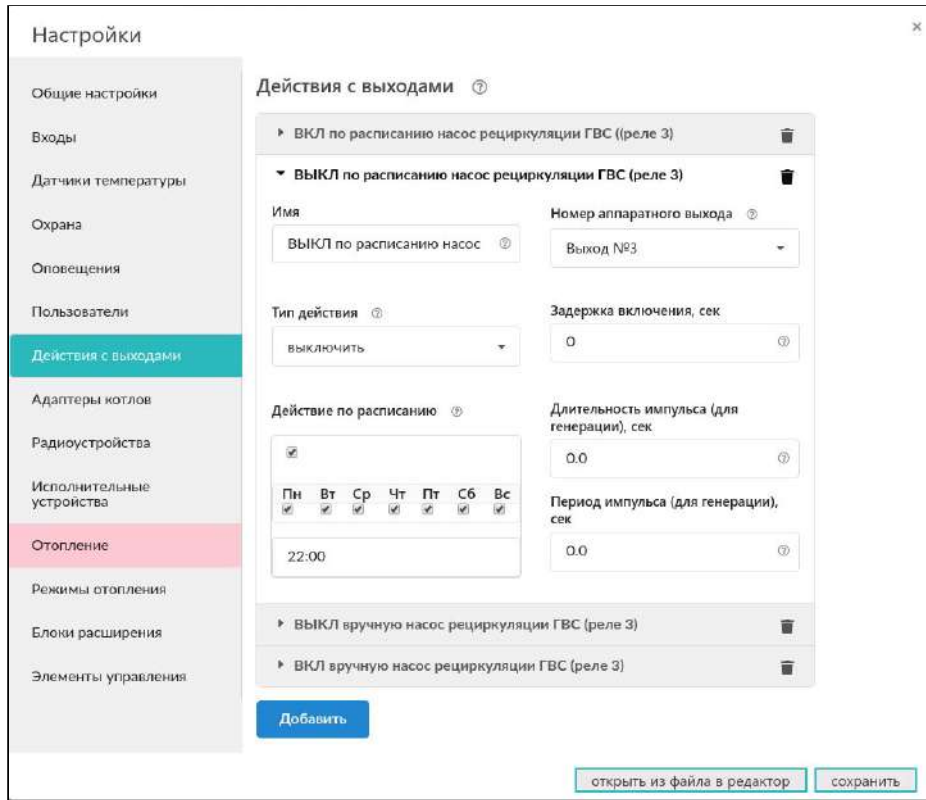 Настройки
×
Общие настройки
Входы
Датчики температуры
Охрана
Оповещения
Пользователи
Действия с выходами
Адаптеры котлов
Радиоустройства
Исполнительные
устройства
Отопление
Режимы отопления
Блоки расширения
Элементы управления
Действия с выходами ?
ВКЛ по расписанию насос рециркуляции ГВС ((реле 3)
ВЫКЛ по расписанию насос рециркуляции ГВС (реле 3)
Имя
ВЫКЛ по расписанию насос ?
Номер аппаратного выхода ?
Выход №3
Тип действия ?
выключить
Задержка включения, сек
0 ?
Действие по расписанию ?
Пн Вт Ср Чт Пт Сб Вс
22:00
Длительность импульса (для
генерации), сек
0.0 ?
Период импульса (для генерации),
сек
0.0 ?
ВЫКЛ вручную насос рециркуляции ГВС (реле 3)
ВКЛ вручную насос рециркуляции ГВС (реле 3)
Добавить
открыть из файла в редактор
сохранить